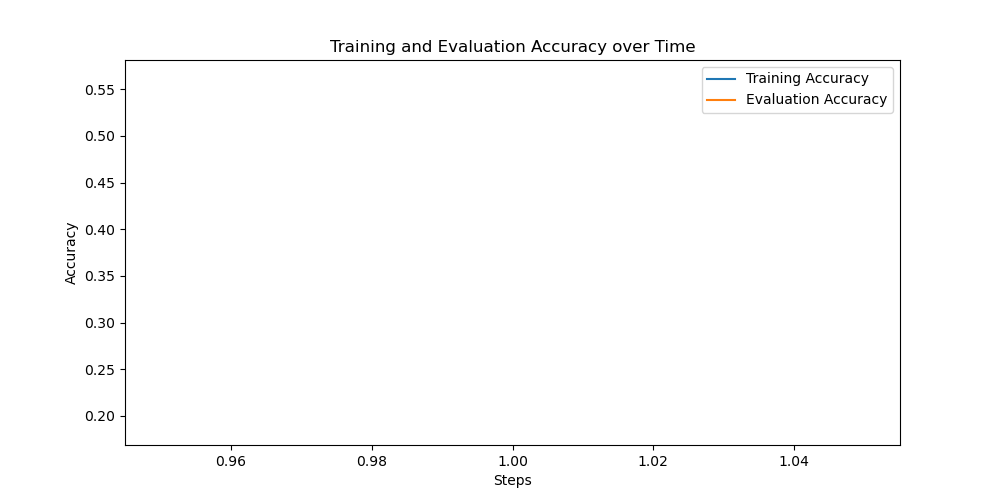 Training and Evaluation Accuracy over Time
Training Accuracy
Evaluation Accuracy
Accuracy
0.55
0.50
0.45
0.40
0.35
0.30
0.25
0.20
0.96 0.98 1.00 1.02 1.04
Steps